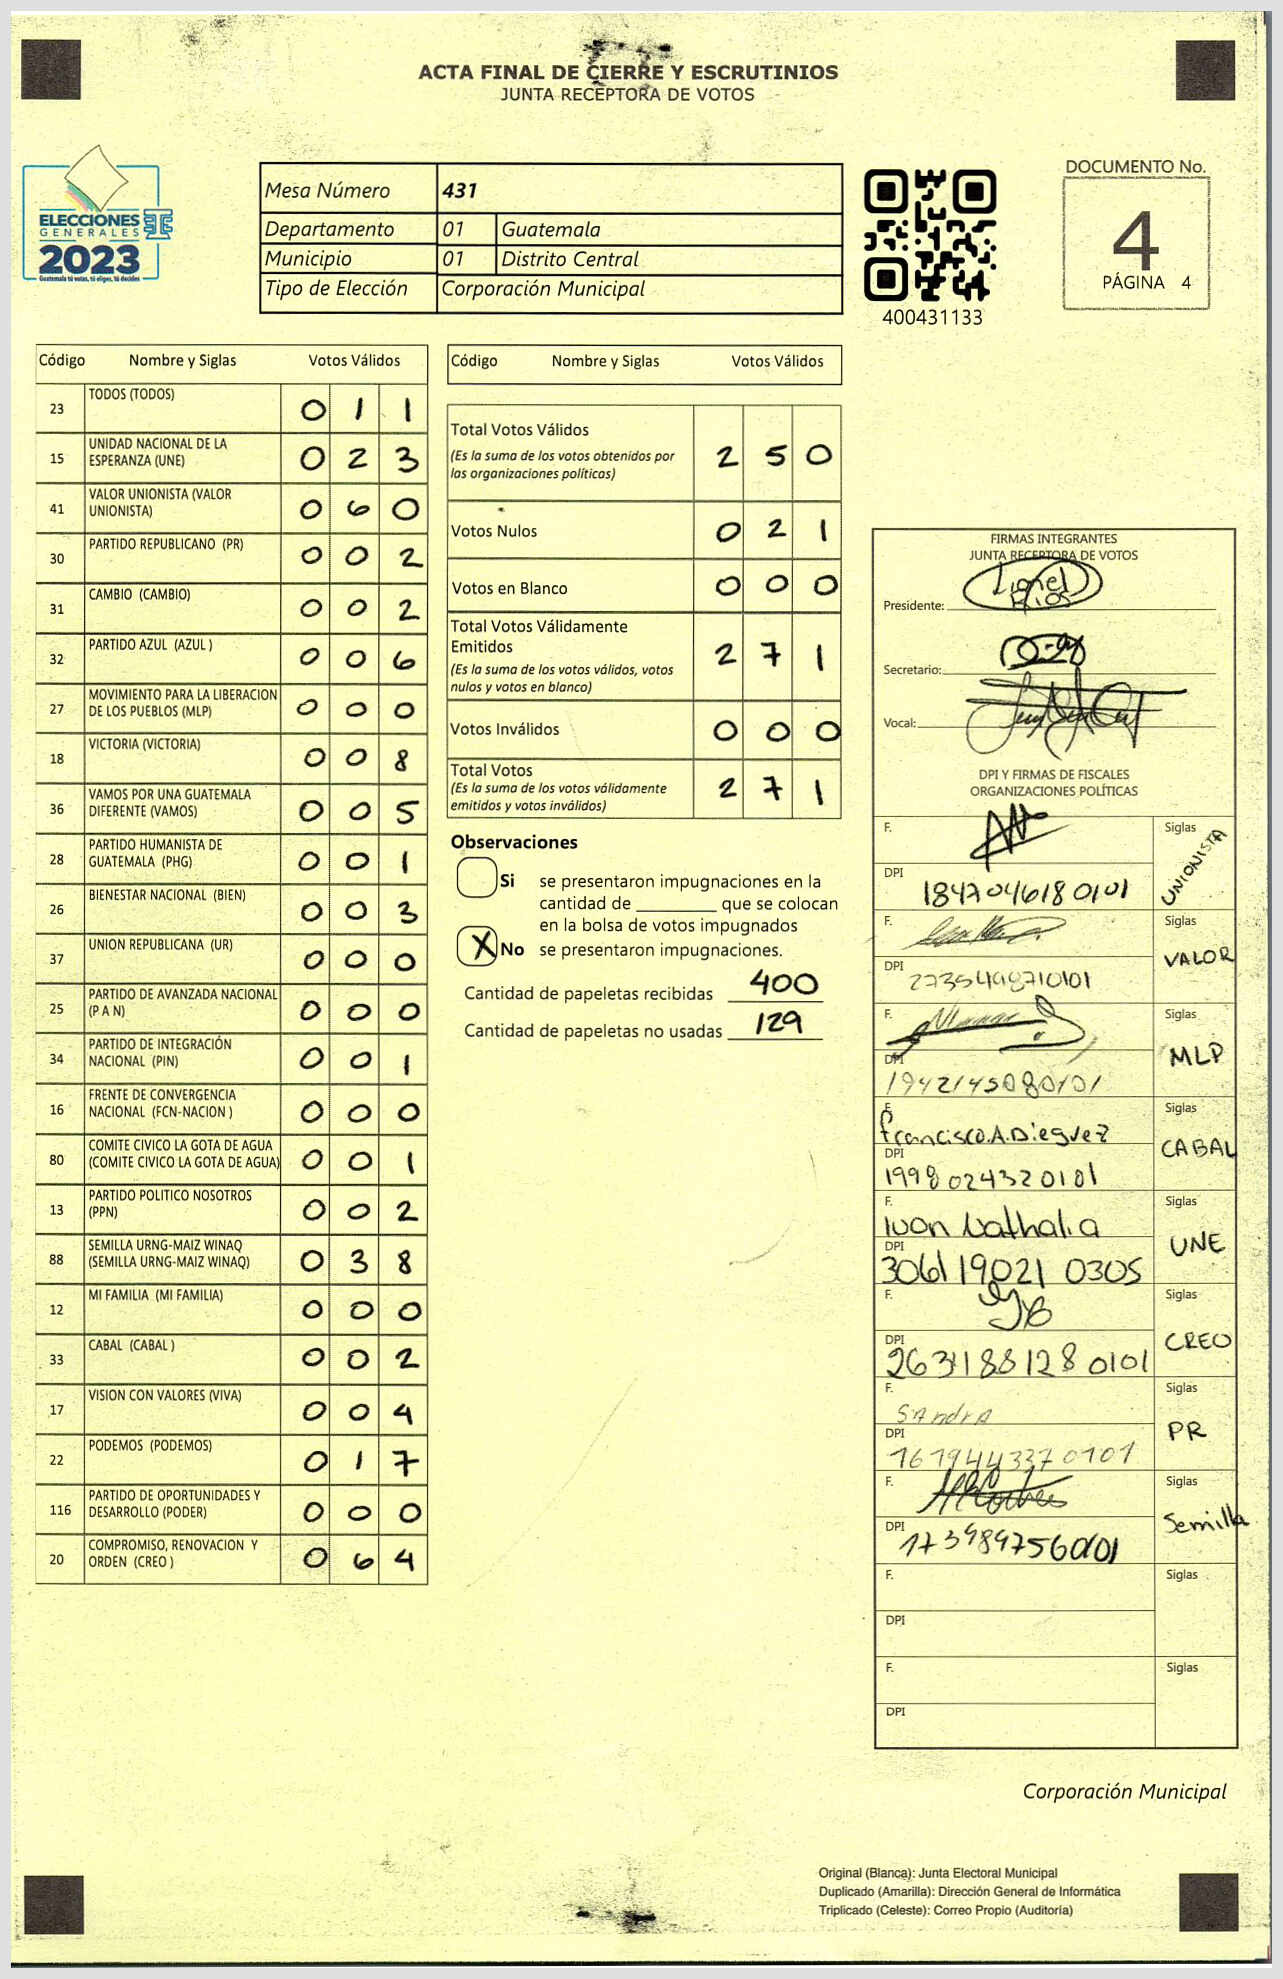 ACTA FINAL DE CIERRE Y ESCRUTINIOS
JUNTA RECEPTORA DE VOTOS
ELECCIONES
GENERALES
2023
Guatemala tú votas, tú eliges, tú decides
Mesa Número 431
Departamento 01 Guatemala
Municipio 01 Distrito Central
Tipo de Elección Corporación Municipal
400431133
DOCUMENTO No.
4
PÁGINA 4
Código Nombre y Siglas Votos Válidos
23 TODOS (TODOS) 0 1 1
15 UNIDAD NACIONAL DE LA ESPERANZA (UNE) 0 2 3
41 VALOR UNIONISTA (VALOR UNIONISTA) 0 6 0
30 PARTIDO REPUBLICANO (PR) 0 0 2
31 CAMBIO (CAMBIO) 0 0 2
32 PARTIDO AZUL (AZUL ) 0 0 6
27 MOVIMIENTO PARA LA LIBERACION DE LOS PUEBLOS (MLP) 0 0 0
18 VICTORIA (VICTORIA) 0 0 8
36 VAMOS POR UNA GUATEMALA DIFERENTE (VAMOS) 0 0 5
28 PARTIDO HUMANISTA DE GUATEMALA (PHG) 0 0 1
26 BIENESTAR NACIONAL (BIEN) 0 0 3
37 UNION REPUBLICANA (UR) 0 0 0
25 PARTIDO DE AVANZADA NACIONAL (P A N) 0 0 0
34 PARTIDO DE INTEGRACIÓN NACIONAL (PIN) 0 0 1
16 FRENTE DE CONVERGENCIA NACIONAL (FCN-NACION ) 0 0 0
80 COMITE CIVICO LA GOTA DE AGUA (COMITE CIVICO LA GOTA DE AGUA) 0 0 1
13 PARTIDO POLITICO NOSOTROS (PPN) 0 0 2
88 SEMILLA URNG-MAIZ WINAQ (SEMILLA URNG-MAIZ WINAQ) 0 3 8
12 MI FAMILIA (MI FAMILIA) 0 0 0
33 CABAL (CABAL ) 0 0 2
17 VISION CON VALORES (VIVA) 0 0 4
22 PODEMOS (PODEMOS) 0 1 7
116 PARTIDO DE OPORTUNIDADES Y DESARROLLO (PODER) 0 0 0
20 COMPROMISO, RENOVACION Y ORDEN (CREO ) 0 6 4
Código Nombre y Siglas Votos Válidos
Total Votos Válidos 2 5 0
(Es la suma de los votos obtenidos por
las organizaciones políticas)
Votos Nulos 0 2 1
Votos en Blanco 0 0 0
Total Votos Válidamente
Emitidos 2 7 1
(Es la suma de los votos válidos, votos
nulos y votos en blanco)
Votos Inválidos 0 0 0
Total Votos 2 7 1
(Es la suma de los votos válidamente
emitidos y votos inválidos)
Observaciones
Si se presentaron impugnaciones en la
cantidad de ________ que se colocan
en la bolsa de votos impugnados
X No se presentaron impugnaciones.
Cantidad de papeletas recibidas 400
Cantidad de papeletas no usadas 129
FIRMAS INTEGRANTES
JUNTA RECEPTORA DE VOTOS
Presidente: Lionel Rios
Secretario:
Vocal:
DPI Y FIRMAS DE FISCALES
ORGANIZACIONES POLÍTICAS
F. Siglas UNIONISTA
DPI 1847046180101
F. Siglas VALOR
DPI 2735498710101
F. Siglas MLP
DPI 1942145080101
F. Francisco.A.Dieguez Siglas CABAL
DPI 1998024320101
F. Ivon Nathalia Siglas UNE
DPI 3061190210305
F. Siglas CREO
DPI 2634188128 0101
F. SAndrA Siglas PR
DPI 1619443370101
F. Siglas Semilla
DPI
F. Siglas
DPI
F. Siglas
DPI
Corporación Municipal
Original (Blanca): Junta Electoral Municipal
Duplicado (Amarilla): Dirección General de Informática
Triplicado (Celeste): Correo Propio (Auditoría)